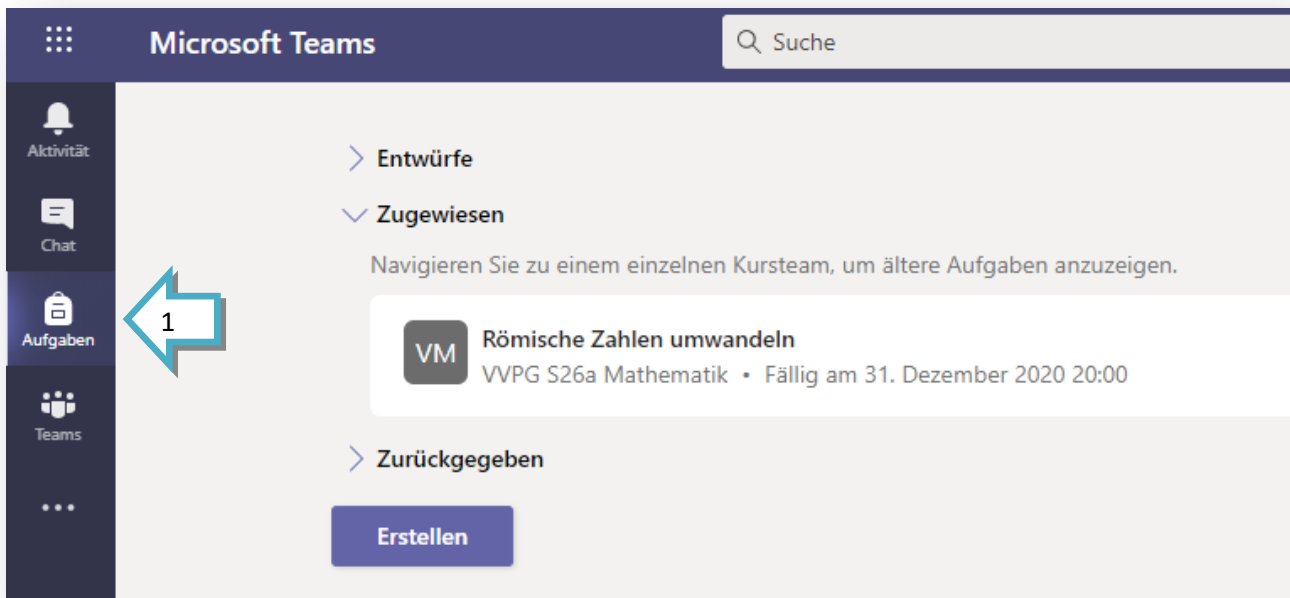 Microsoft Teams
Suche
Aktivität
Chat
Aufgaben
Teams
1
Entwürfe
Zugewiesen
Navigieren Sie zu einem einzelnen Kursteam, um ältere Aufgaben anzuzeigen.
VM
Römische Zahlen umwandeln
VVPG S26a Mathematik • Fällig am 31. Dezember 2020 20:00
Zurückgegeben
Erstellen